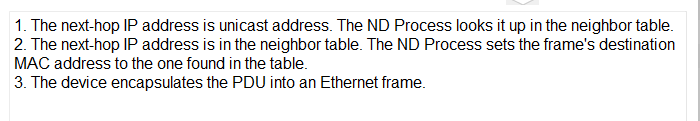 1. The next-hop IP address is unicast address. The ND Process looks it up in the neighbor table.
2. The next-hop IP address is in the neighbor table. The ND Process sets the frame's destination
MAC address to the one found in the table.
3. The device encapsulates the PDU into an Ethernet frame.